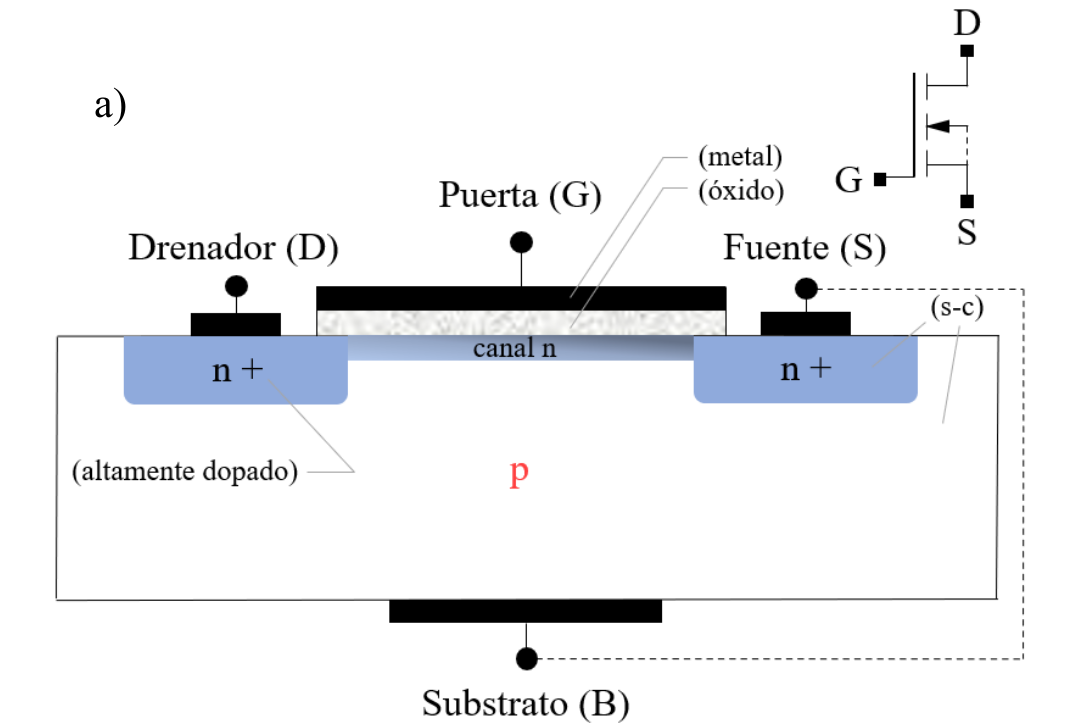 a)
D
G
S
(metal)
(óxido)
Puerta (G)
Drenador (D)
Fuente (S)
(s-c)
canal n
n +
n +
(altamente dopado)
p
Substrato (B)